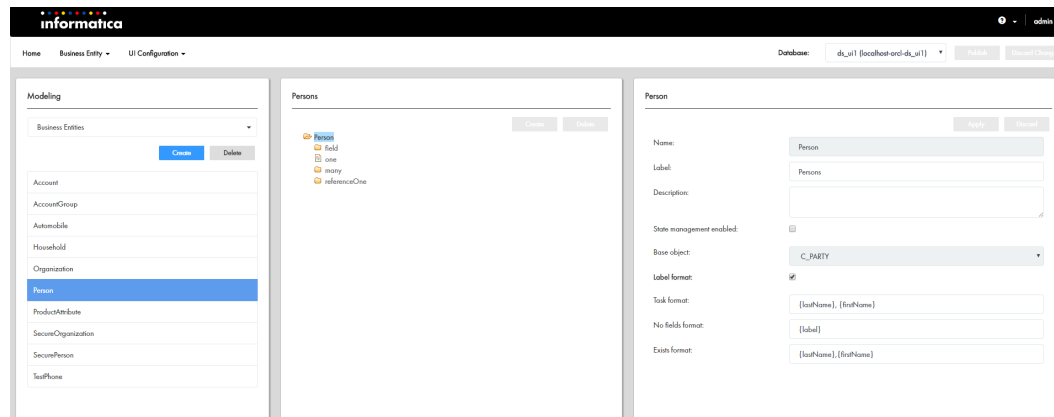 informatica
admin
Home Business Entity UI Configuration Database: ds_ui1 (localhost-orcl-ds_ui1) Publish
Modeling
Business Entities
Create Delete
Account
AccountGroup
Automobile
Household
Organization
Person
ProductAttribute
SecureOrganization
SecurePerson
TestPhone
Persons
Create Delete
Person
field
one
many
referenceOne
Person
Apply Discard
Name: Person
Label: Persons
Description:
State management enabled:
Base object: C_PARTY
Label format:
Task format: {lastName}, {firstName}
No fields format: {label}
Exists format: {lastName},{firstName}